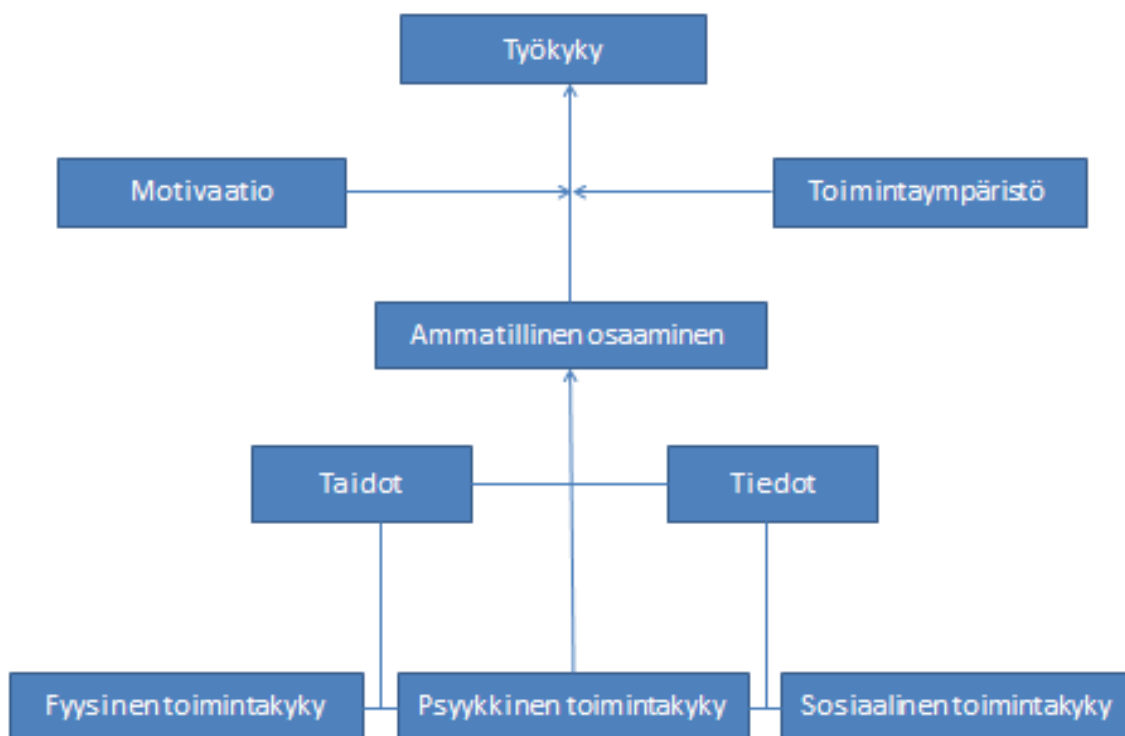 Työkyky
Motivaatio
Toimintaympäristö
Ammatillinen osaaminen
Taidot
Tiedot
Fyysinen toimintakyky
Psyykkinen toimintakyky
Sosiaalinen toimintakyky